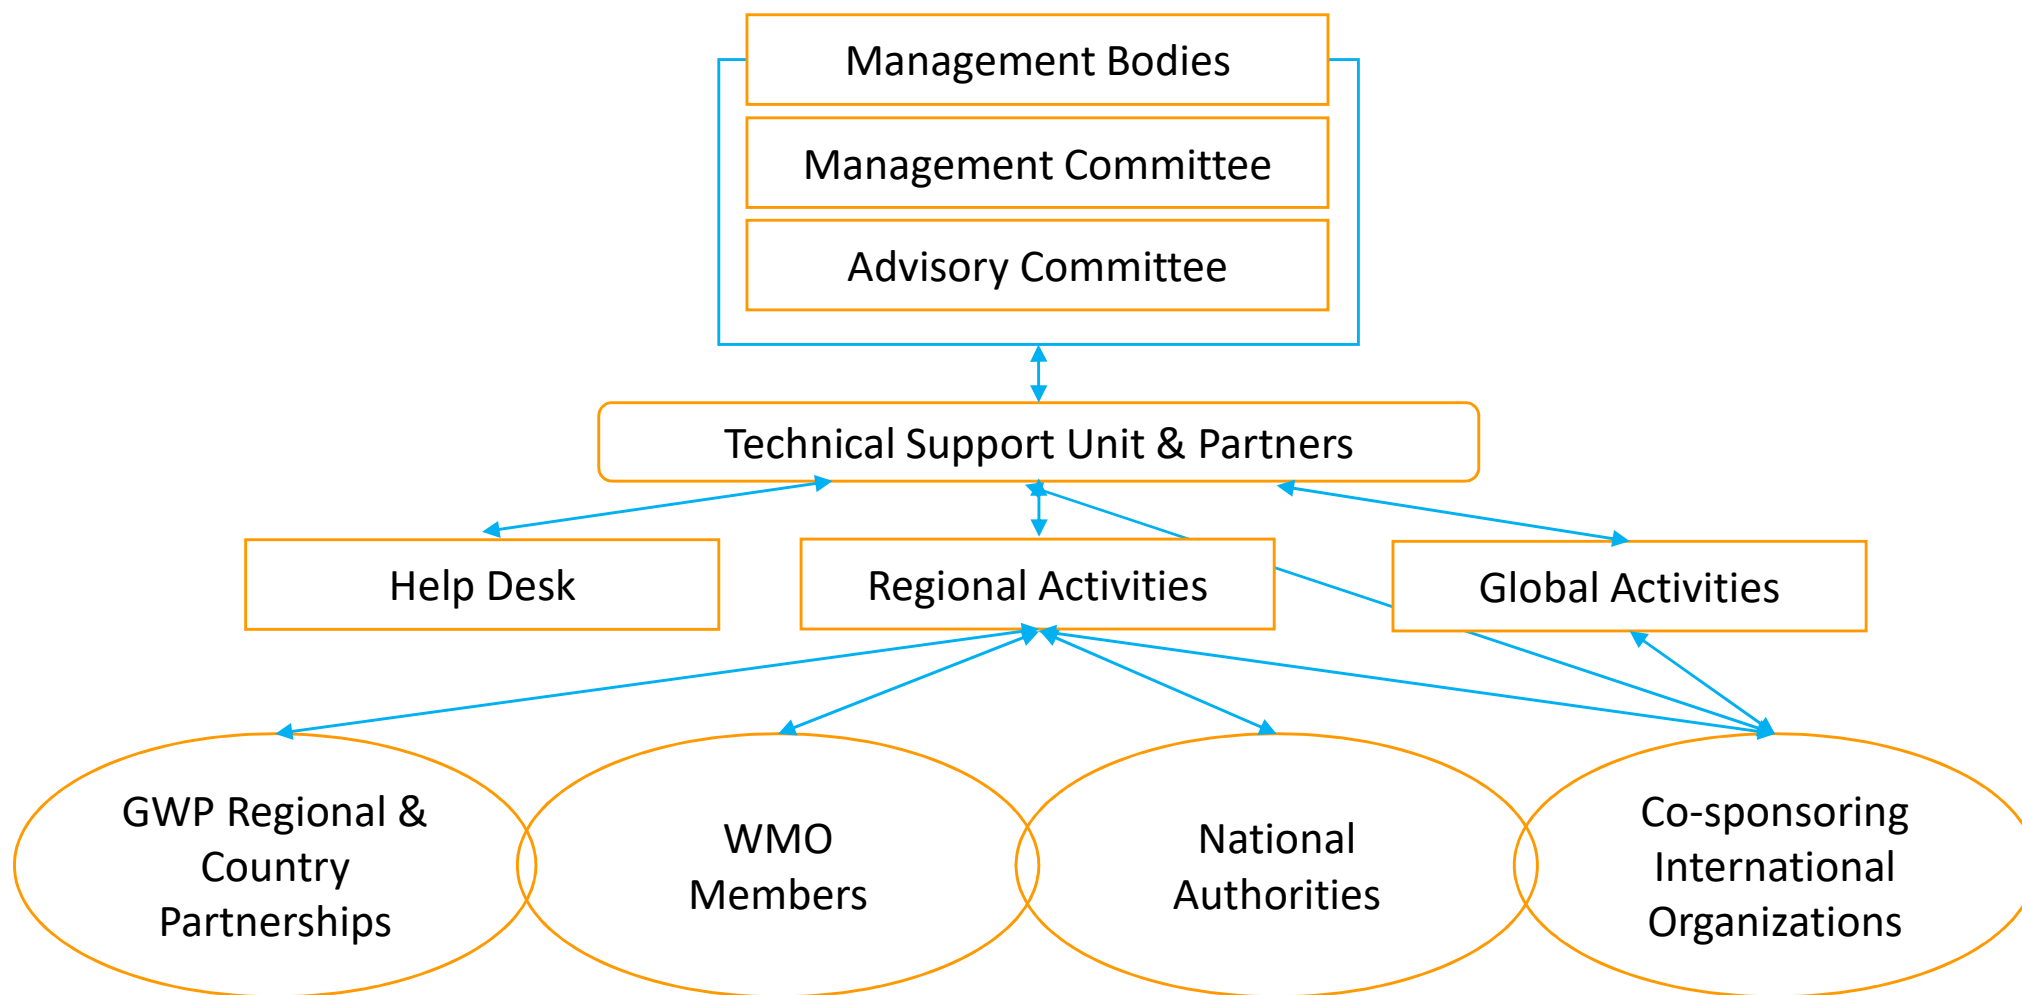 Management Bodies
Management Committee
Advisory Committee
Technical Support Unit & Partners
Help Desk
Regional Activities
Global Activities
GWP Regional &
Country
Partnerships
WMO
Members
National
Authorities
Co-sponsoring
International
Organizations